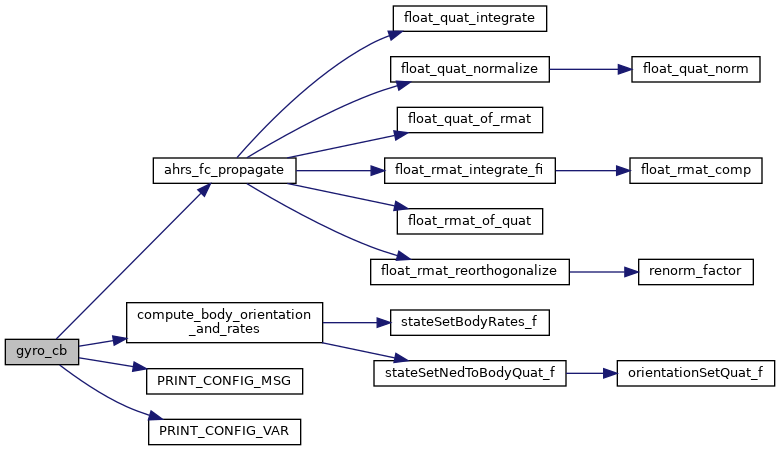 float_quat_integrate
float_quat_normalize
float_quat_norm
float_quat_of_rmat
ahrs_fc_propagate
float_rmat_integrate_fi
float_rmat_comp
float_rmat_of_quat
float_rmat_reorthogonalize
renorm_factor
compute_body_orientation
_and_rates
stateSetBodyRates_f
gyro_cb
stateSetNedToBodyQuat_f
orientationSetQuat_f
PRINT_CONFIG_MSG
PRINT_CONFIG_VAR